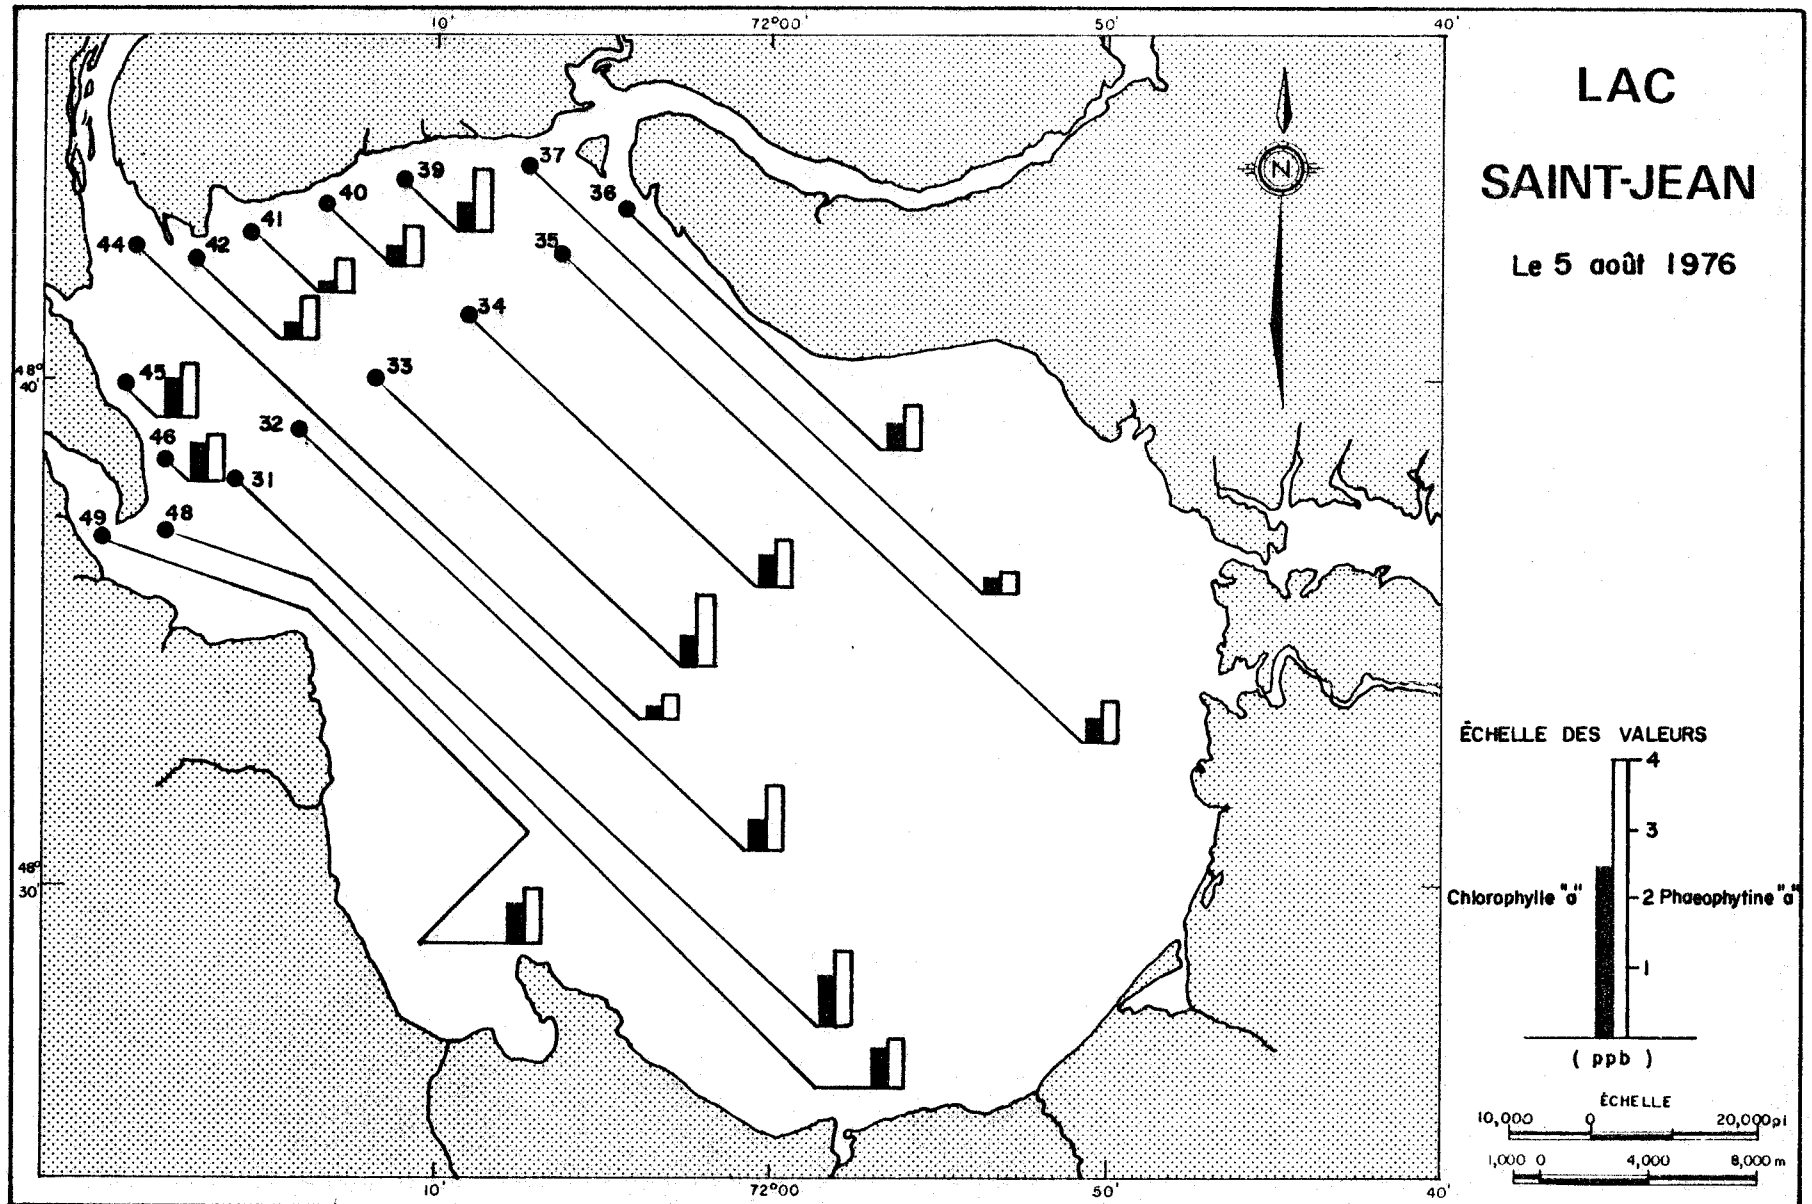 10' 72°00' 50' 40'
LAC
SAINT-JEAN
Le 5 août 1976
N
37
39
36
40
41
35
44
42
34
48°
40'
33
45
32
46
31
49
48
ÉCHELLE DES VALEURS
4
3
Chlorophylle "a" 2 Phaeophytine "a"
1
( ppb )
48°
30'
ÉCHELLE
10,000 0 20,000pi
1,000 0 4,000 8,000 m
10' 72°00 50' 40'